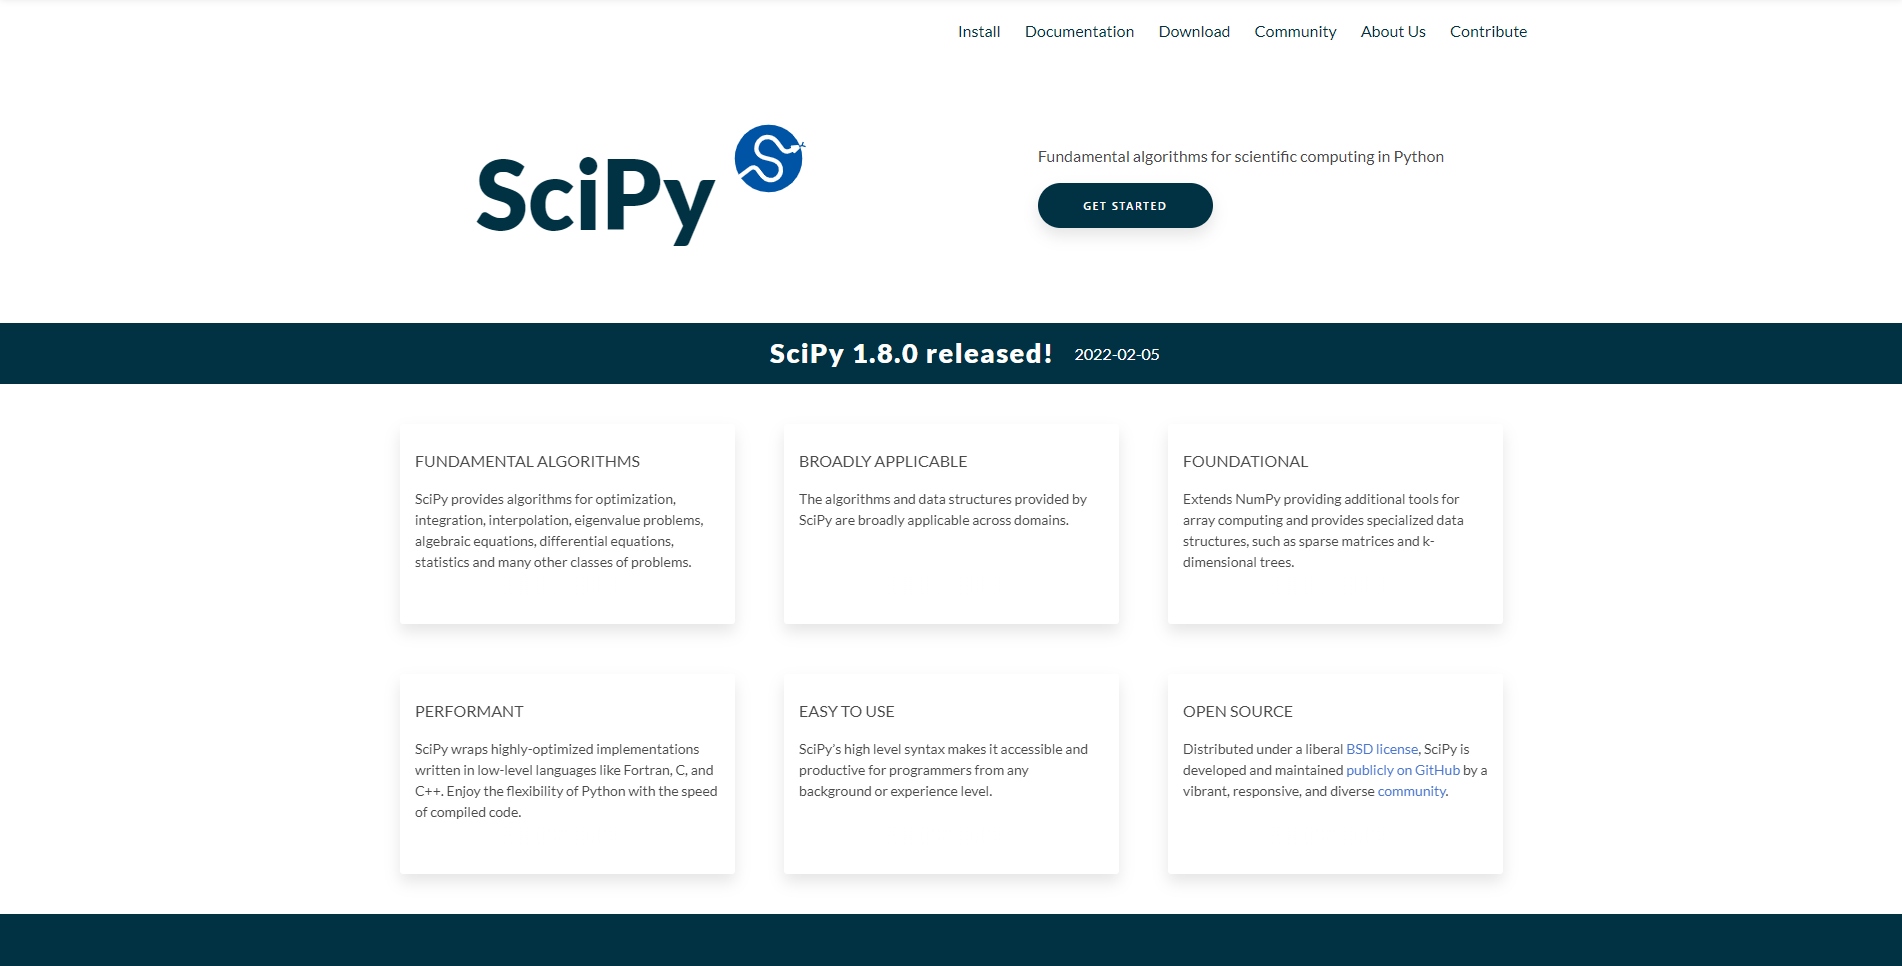 Install Documentation Download Community About Us Contribute
SciPy
Fundamental algorithms for scientific computing in Python
GET STARTED
SciPy 1.8.0 released! 2022-02-05
FUNDAMENTAL ALGORITHMS
SciPy provides algorithms for optimization,
integration, interpolation, eigenvalue problems,
algebraic equations, differential equations,
statistics and many other classes of problems.
BROADLY APPLICABLE
The algorithms and data structures provided by
SciPy are broadly applicable across domains.
FOUNDATIONAL
Extends NumPy providing additional tools for
array computing and provides specialized data
structures, such as sparse matrices and k-
dimensional trees.
PERFORMANT
SciPy wraps highly-optimized implementations
written in low-level languages like Fortran, C, and
C++. Enjoy the flexibility of Python with the speed
of compiled code.
EASY TO USE
SciPy's high level syntax makes it accessible and
productive for programmers from any
background or experience level.
OPEN SOURCE
Distributed under a liberal BSD license, SciPy is
developed and maintained publicly on GitHub by a
vibrant, responsive, and diverse community.